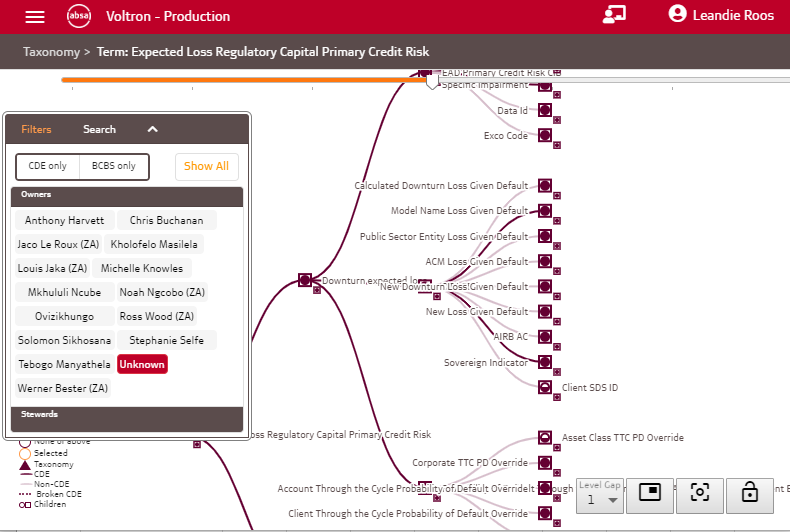 absa
Voltron - Production
Leandie Roos
Taxonomy > Term: Expected Loss Regulatory Capital Primary Credit Risk
EAD Primary Credit Risk
Specific Impairment
Data Id
Exco Code
Filters
Search
CDE only
BCBS only
Show All
Owners
Anthony Harvett
Chris Buchanan
Jaco Le Roux (ZA)
Kholofelo Masilela
Louis Jaka (ZA)
Michelle Knowles
Mkhululi Ncube
Noah Ngcobo (ZA)
Ovizikhungo
Ross Wood (ZA)
Solomon Sikhosana
Stephanie Selfe
Tebogo Manyathela
Unknown
Werner Bester (ZA)
Stewards
Calculated Downturn Loss Given Default
Model Name Loss Given Default
Public Sector Entity Loss Given Default
ACM Loss Given Default
Downturn expected
New Downturn Loss Given Default
New Loss Given Default
AIRB AC
Sovereign Indicator
Client SDS ID
oss Regulatory Capital Primary Credit Risk
Asset Class TTC PD Override
Corporate TTC PD Override
Account Through the Cycle Probability of Default Override
Client Through the Cycle Probability of Default Override
None of above
Selected
Taxonomy
CDE
Non-CDE
Broken CDE
Children
Level Gap
1